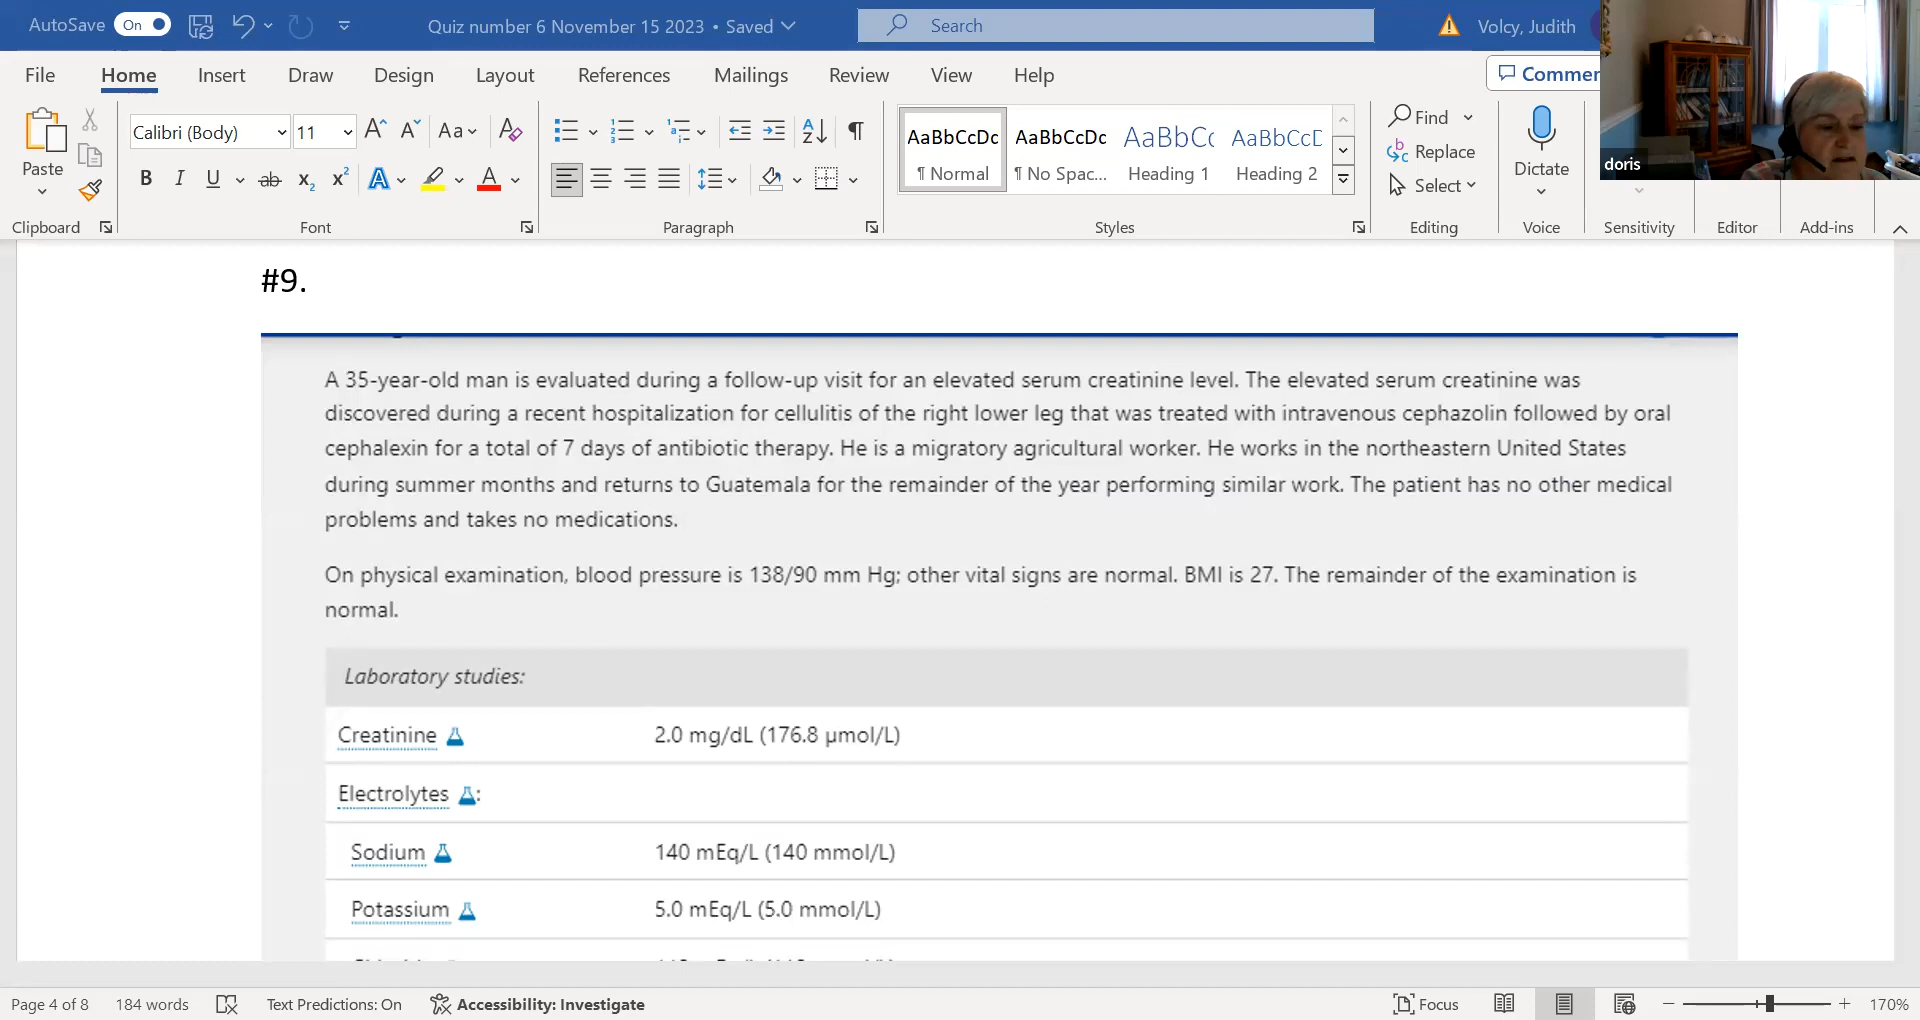 AutoSave On Quiz number 6 November 15 2023 • Saved Search Volcy, Judith
File Home Insert Draw Design Layout References Mailings Review View Help
Paste
Clipboard
Calibri (Body) 11 Aa
B I U ab x2 x2 A A
Font
Paragraph
AaBbCcDc AaBbCcDc AaBbCc AaBbCcD
¶ Normal ¶ No Spac... Heading 1 Heading 2
Styles
Find
Replace
Select
Editing
Dictate
Voice
Sensitivity
Editor
Add-ins
doris
#9.
A 35-year-old man is evaluated during a follow-up visit for an elevated serum creatinine level. The elevated serum creatinine was
discovered during a recent hospitalization for cellulitis of the right lower leg that was treated with intravenous cephazolin followed by oral
cephalexin for a total of 7 days of antibiotic therapy. He is a migratory agricultural worker. He works in the northeastern United States
during summer months and returns to Guatemala for the remainder of the year performing similar work. The patient has no other medical
problems and takes no medications.
On physical examination, blood pressure is 138/90 mm Hg; other vital signs are normal. BMI is 27. The remainder of the examination is
normal.
Laboratory studies:
Creatinine 2.0 mg/dL (176.8 µmol/L)
Electrolytes :
Sodium 140 mEq/L (140 mmol/L)
Potassium 5.0 mEq/L (5.0 mmol/L)
Page 4 of 8 184 words Text Predictions: On Accessibility: Investigate Focus 170%